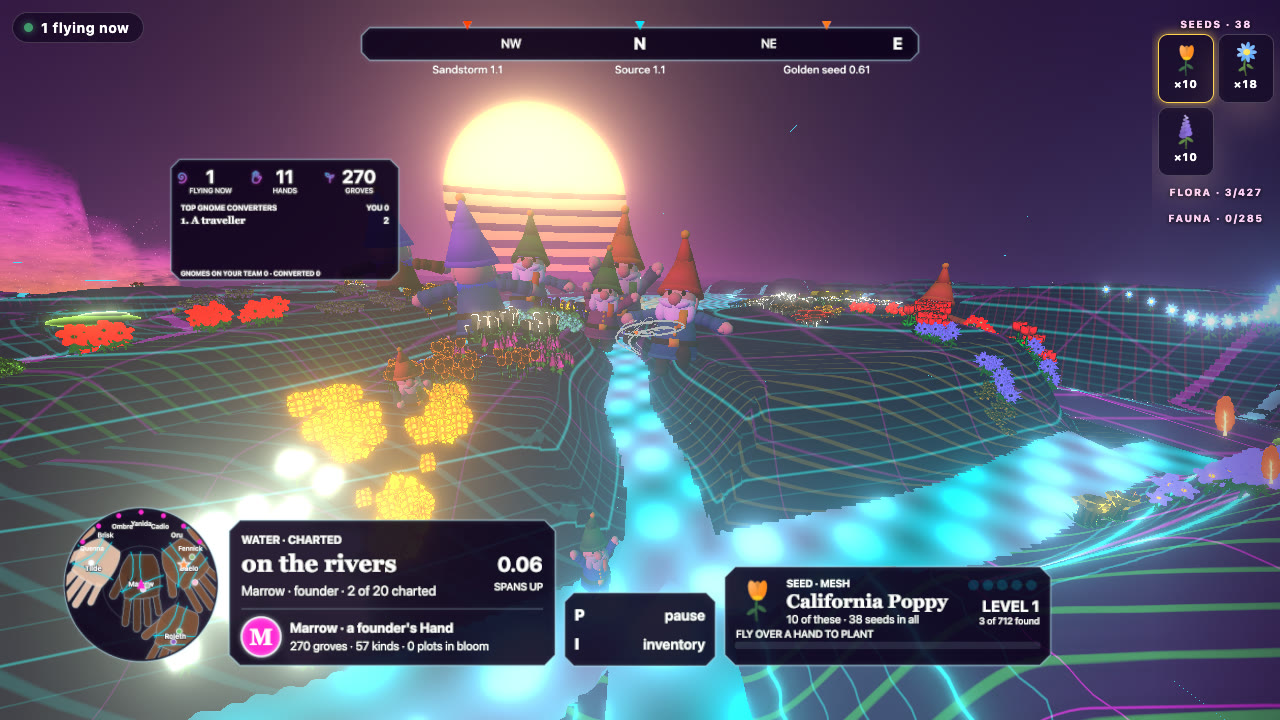 1 flying now
NW
N
NE
E
Sandstorm 1.1
Source 1.1
Golden seed 0.61
SEEDS · 38
×10
×18
×10
FLORA · 3/427
FAUNA · 0/285
1
FLYING NOW
11
HANDS
270
GROVES
TOP GNOME CONVERTERS
YOU 0
1. A traveller
2
GNOMES ON YOUR TEAM 0 · CONVERTED 0
Ombre
Yanida
Cadlo
Brisk
Oru
Fennick
WATER · CHARTED
on the rivers
0.06
SPANS UP
Marrow · founder · 2 of 20 charted
M
Marrow · a founder's Hand
270 groves · 57 kinds · 0 plots in bloom
P
pause
I
inventory
SEED · MESH
California Poppy
10 of these · 38 seeds in all
LEVEL 1
3 of 712 found
FLY OVER A HAND TO PLANT